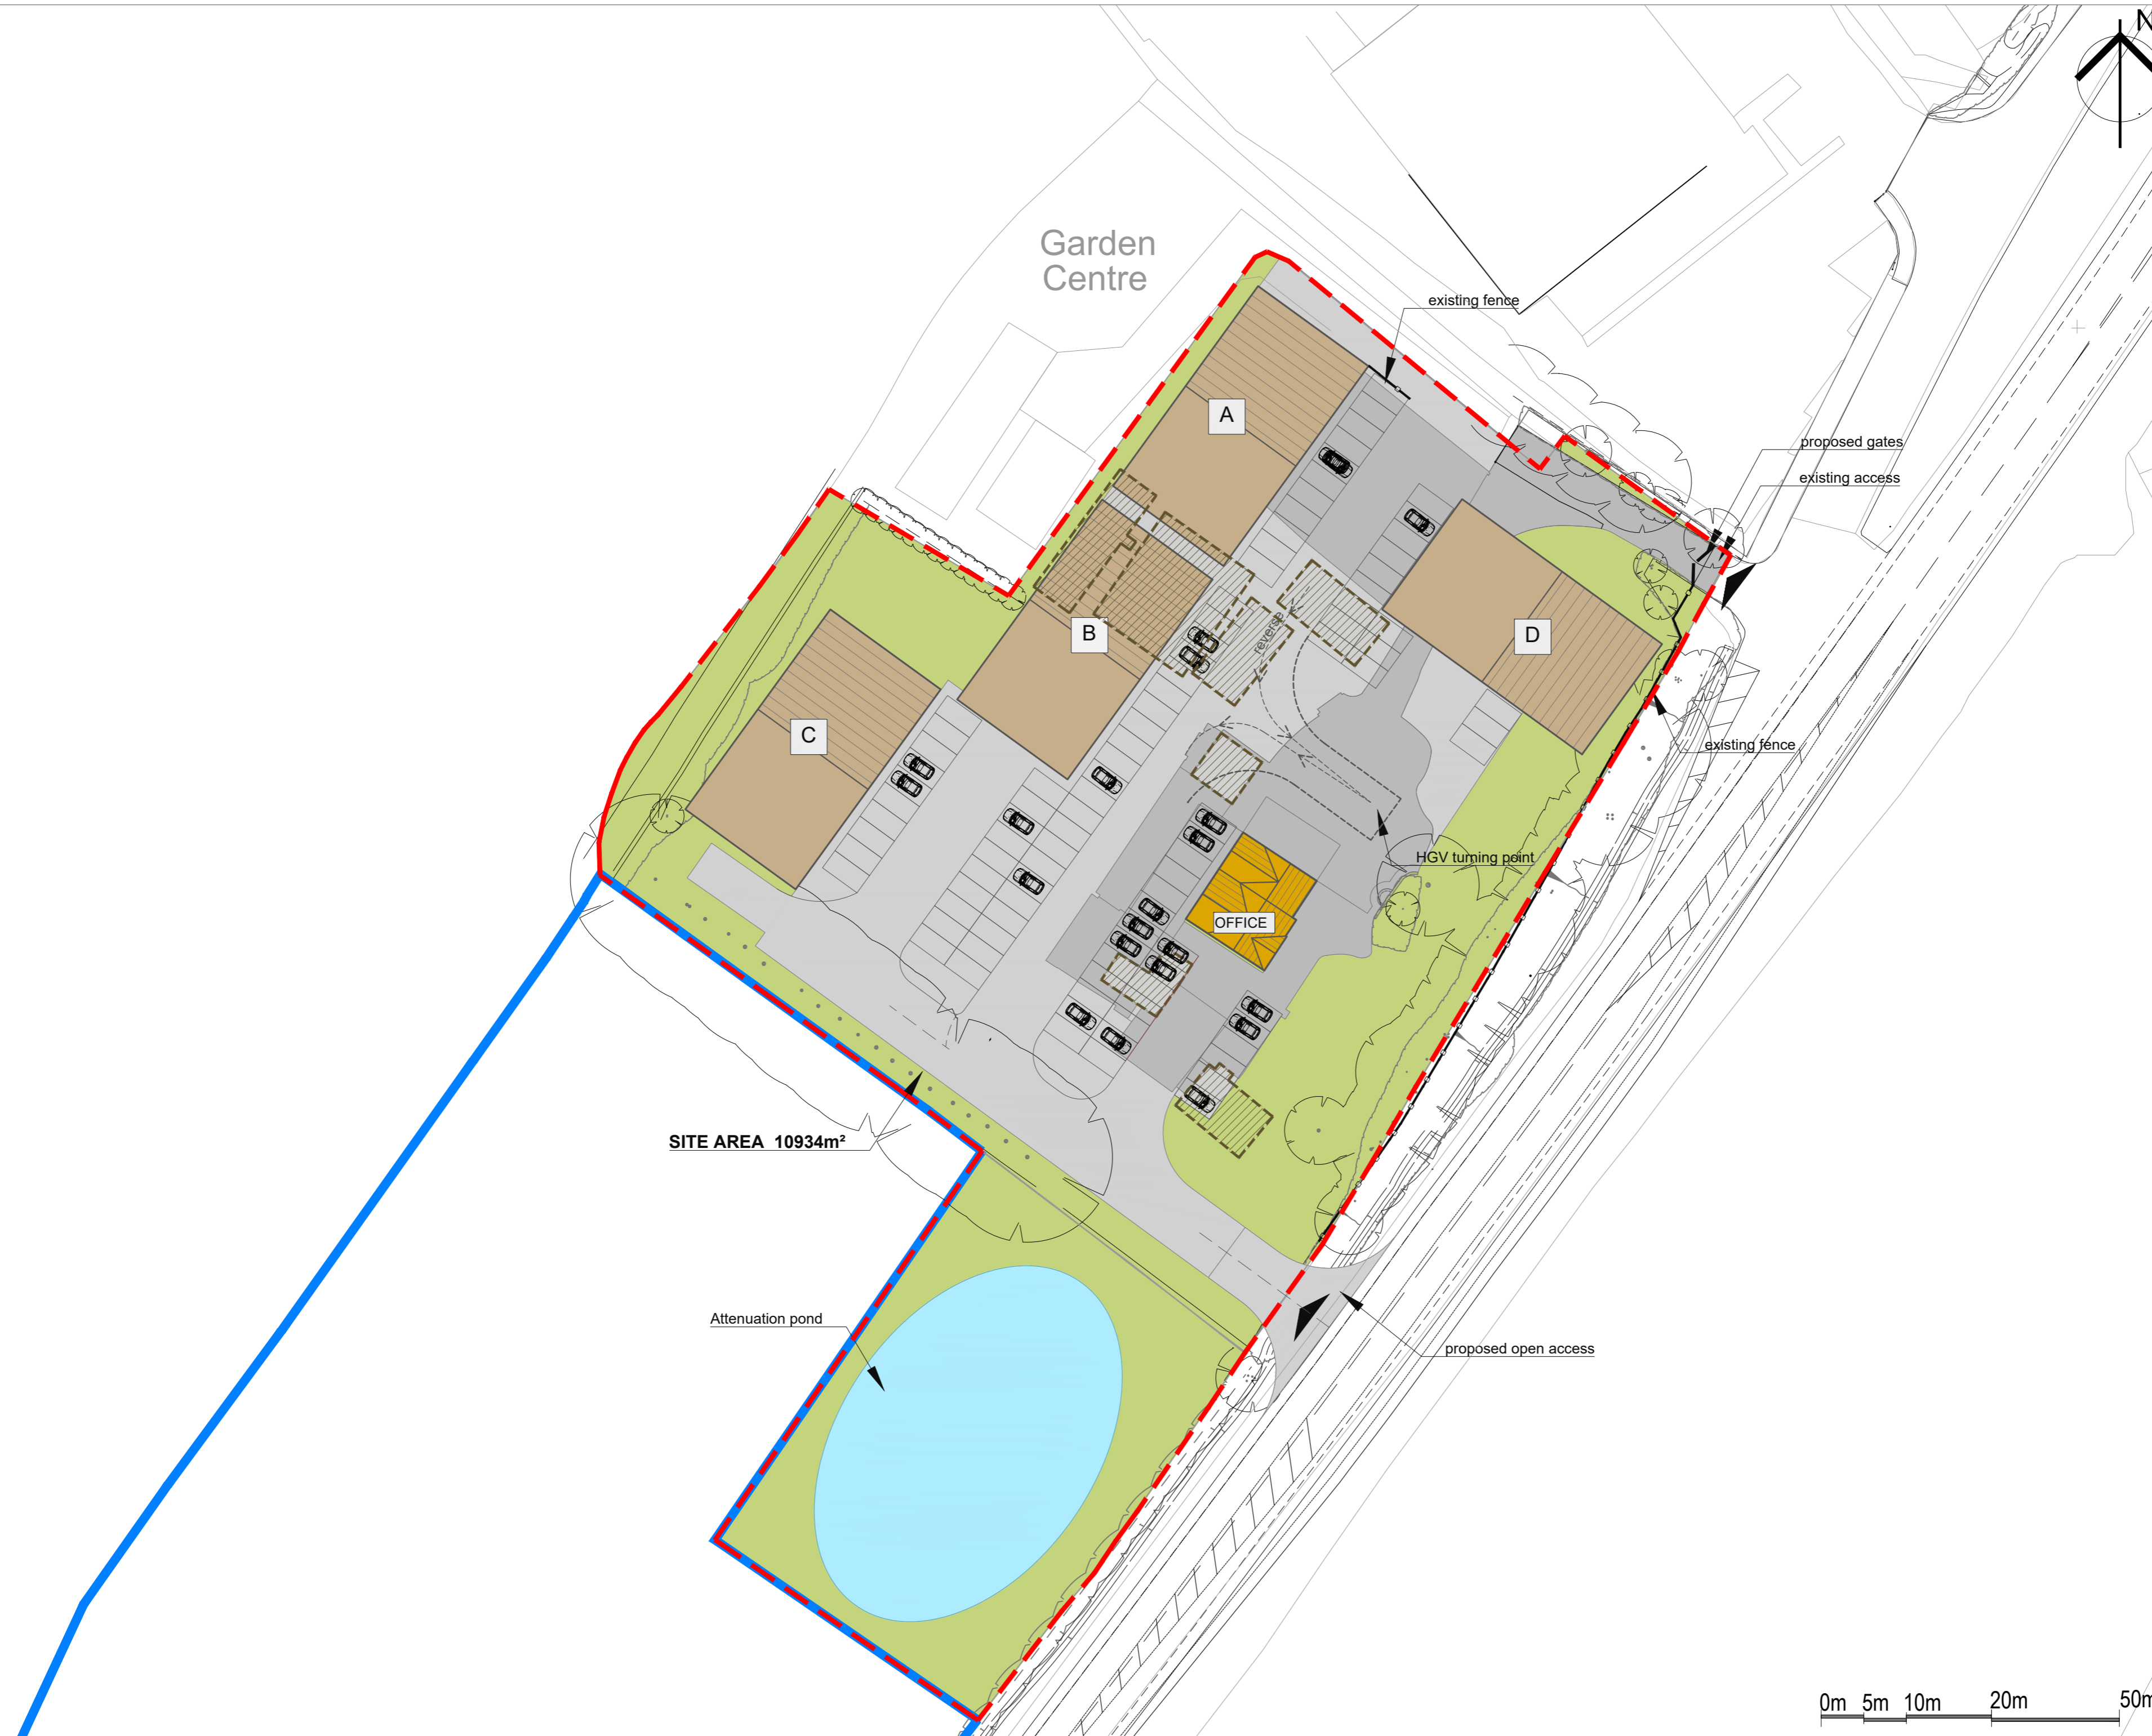 N
Garden
Centre
existing fence
A
proposed gates
existing access
reverse
B
D
C
existing fence
HGV turning point
OFFICE
SITE AREA 10934m²
Attenuation pond
proposed open access
0m 5m 10m 20m 50m